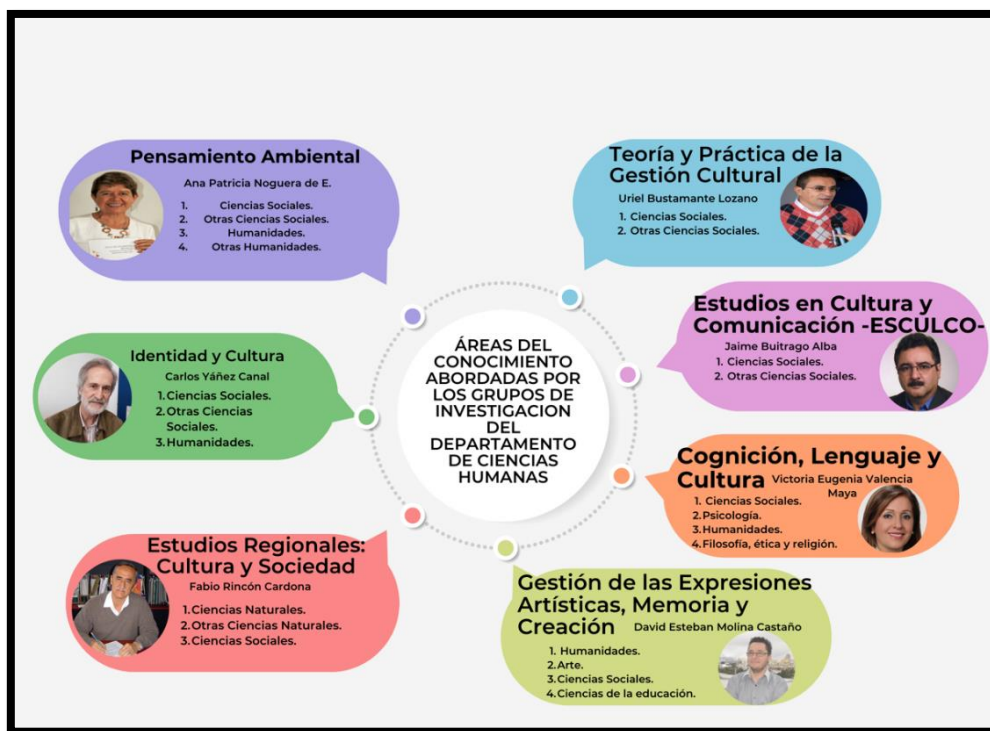 Pensamiento Ambiental
Ana Patricia Noguera de E.
1. Ciencias Sociales.
2. Otras Ciencias Sociales.
3. Humanidades.
4. Otras Humanidades.
Teoría y Práctica de la
Gestión Cultural
Uriel Bustamante Lozano
1. Ciencias Sociales.
2. Otras Ciencias Sociales.
Identidad y Cultura
Carlos Yáñez Canal
1.Ciencias Sociales.
2.Otras Ciencias
Sociales.
3.Humanidades.
ÁREAS DEL
CONOCIMIENTO
ABORDADAS POR
LOS GRUPOS DE
INVESTIGACION
DEL
DEPARTAMENTO
DE CIENCIAS
HUMANAS
Estudios en Cultura y
Comunicación -ESCULCO-
Jaime Buitrago Alba
1. Ciencias Sociales.
2. Otras Ciencias Sociales.
Cognición, Lenguaje y
Cultura Victoria Eugenia Valencia
Maya
1. Ciencias Sociales.
2.Psicología.
3.Humanidades.
4.Filosofía, ética y religión.
Estudios Regionales:
Cultura y Sociedad
Fabio Rincón Cardona
1.Ciencias Naturales.
2.Otras Ciencias Naturales.
3.Ciencias Sociales.
Gestión de las Expresiones
Artísticas, Memoria y
Creación David Esteban Molina Castaño
1. Humanidades.
2.Arte.
3.Ciencias Sociales.
4.Ciencias de la educación.